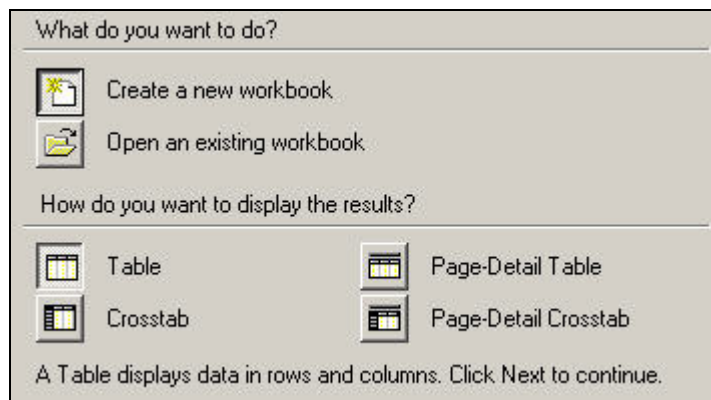 What do you want to do?
Create a new workbook
Open an existing workbook
How do you want to display the results?
Table
Page-Detail Table
Crosstab
Page-Detail Crosstab
A Table displays data in rows and columns. Click Next to continue.